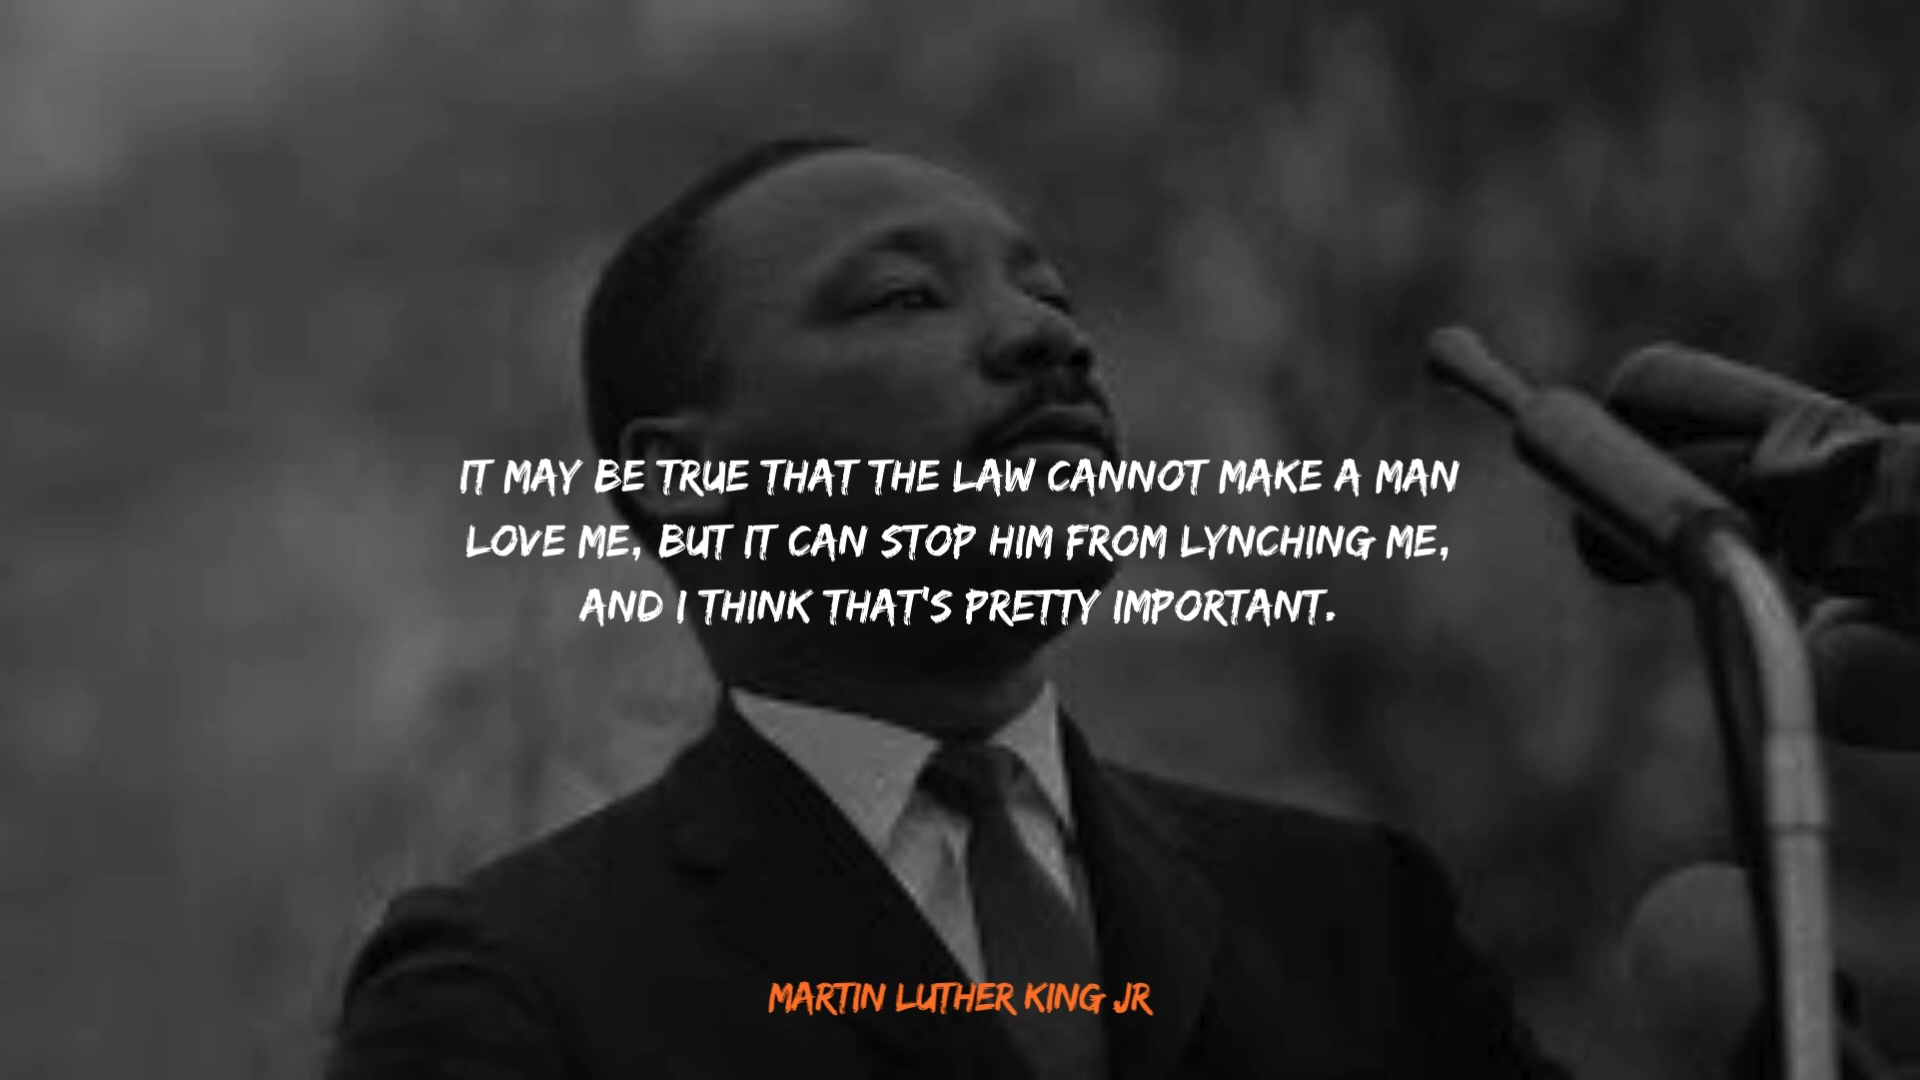 IT MAY BE TRUE THAT THE LAW CANNOT MAKE A MAN
LOVE ME, BUT IT CAN STOP HIM FROM LYNCHING ME,
AND I THINK THAT'S PRETTY IMPORTANT.
MARTIN LUTHER KING JR